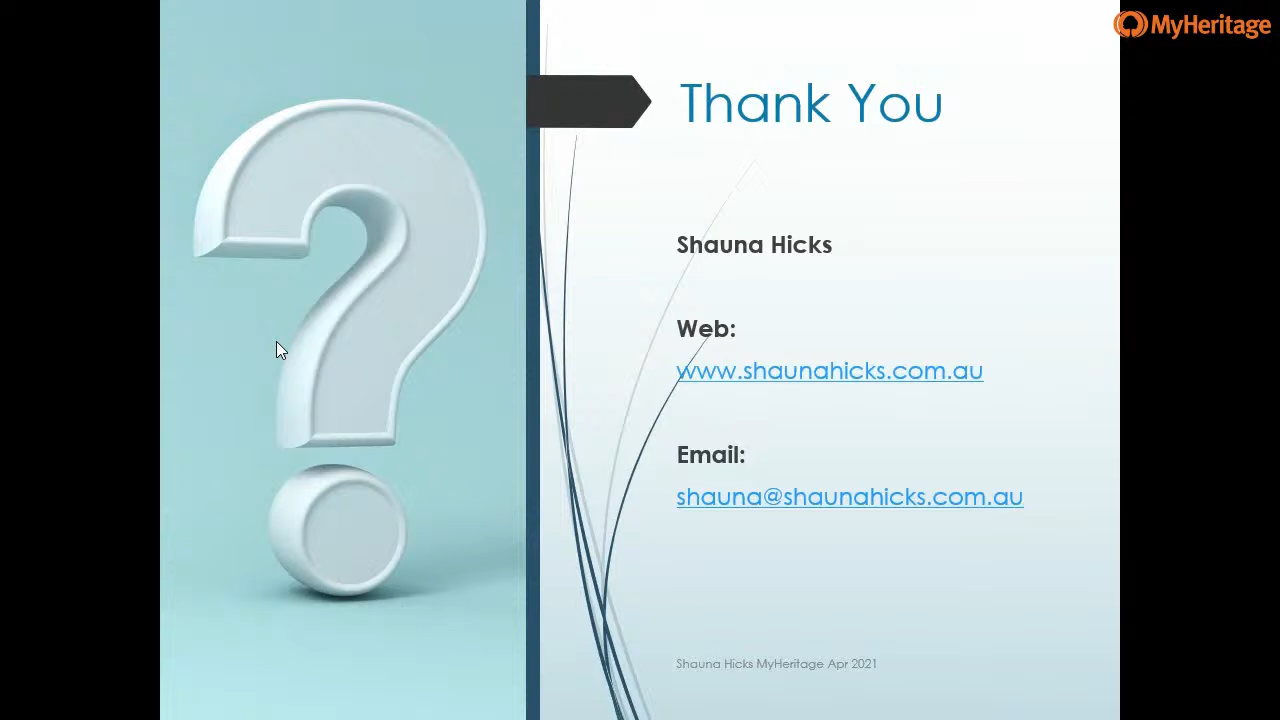 MyHeritage
Thank You
Shauna Hicks
Web:
www.shaunahicks.com.au
Email:
shauna@shaunahicks.com.au
Shauna Hicks MyHeritage Apr 2021